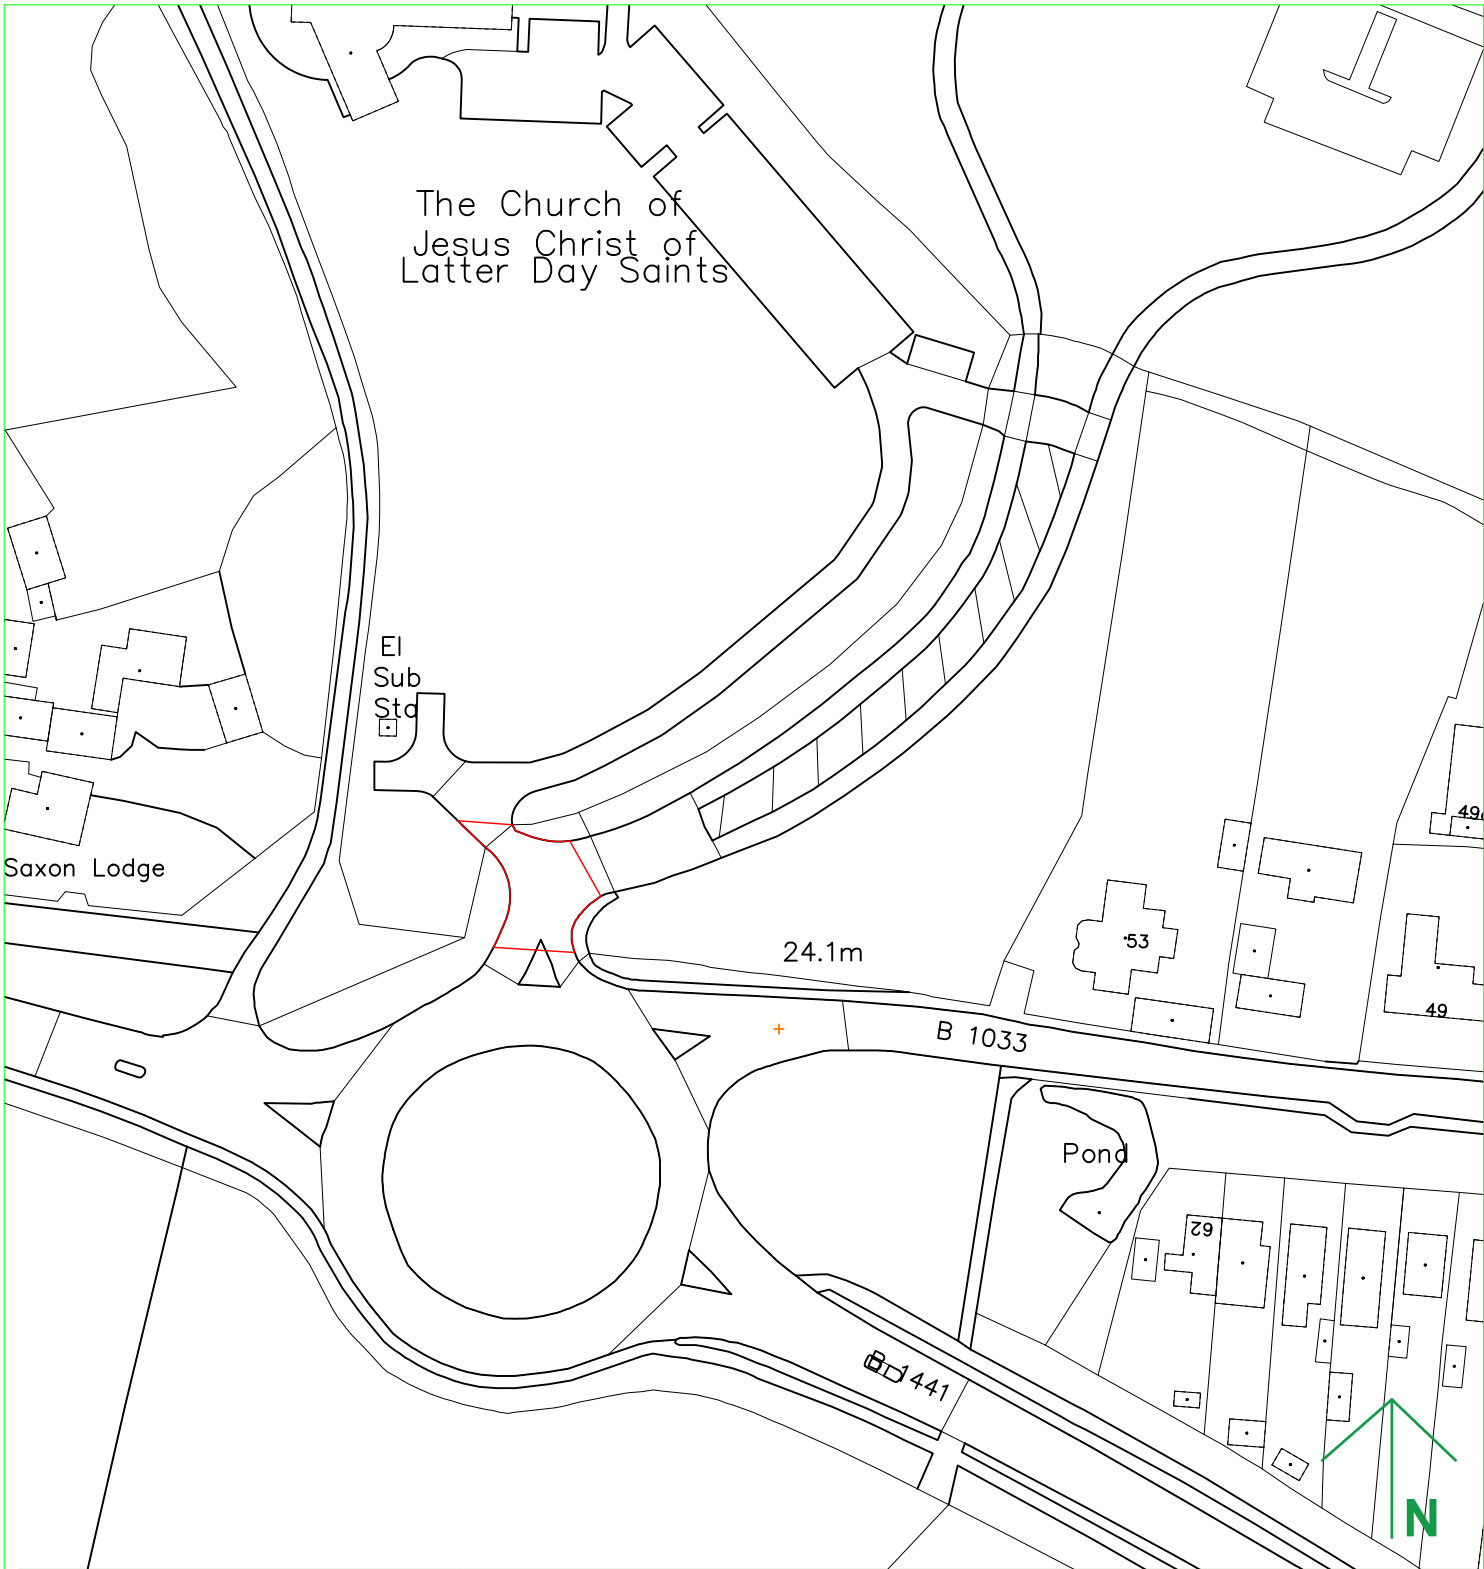 The Church of
Jesus Christ of
Latter Day Saints
El
Sub
Sta
Saxon Lodge
24.1m
B 1033
53
49
Pond
62
B 1441
N